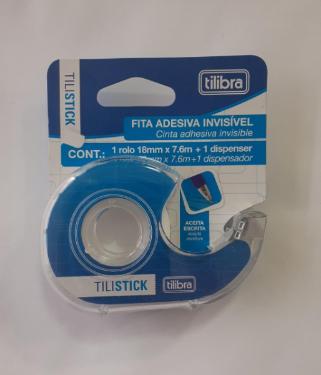 TILISTICK
tilibra
FITA ADESIVA INVISÍVEL
Cinta adhesiva invisible
CONT.: 1 rolo 18mm x 7.6m + 1 dispenser
x 7.6m+1 dispensador
ACEITA
ESCRITA
TILISTICK
tilibra